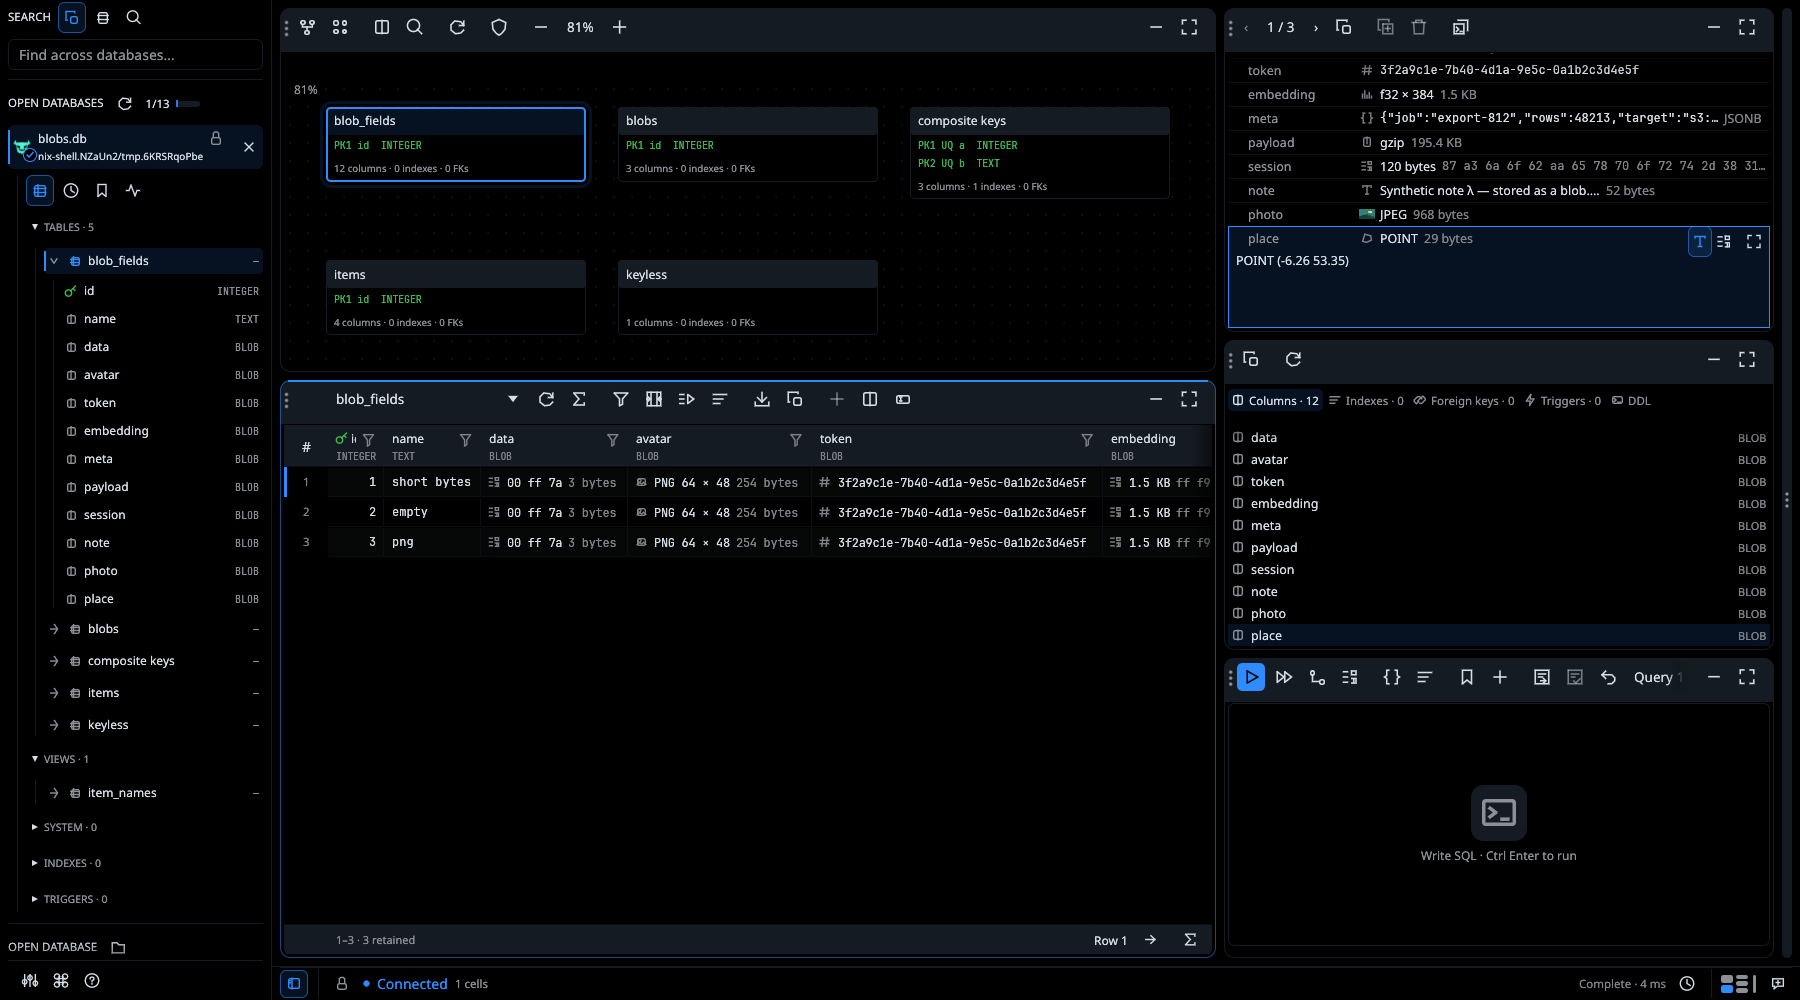 SEARCH
Find across databases...
OPEN DATABASES 1/13
blobs.db
nix-shell.NZaUn2/tmp.6KRSRqoPbe
TABLES · 5
blob_fields –
id INTEGER
name TEXT
data BLOB
avatar BLOB
token BLOB
embedding BLOB
meta BLOB
payload BLOB
session BLOB
note BLOB
photo BLOB
place BLOB
blobs –
composite keys –
items –
keyless –
VIEWS · 1
item_names –
SYSTEM · 0
INDEXES · 0
TRIGGERS · 0
OPEN DATABASE
81%
81%
blob_fields
PK1 id INTEGER
12 columns · 0 indexes · 0 FKs
blobs
PK1 id INTEGER
3 columns · 0 indexes · 0 FKs
composite keys
PK1 UQ a INTEGER
PK2 UQ b TEXT
3 columns · 1 indexes · 0 FKs
items
PK1 id INTEGER
4 columns · 0 indexes · 0 FKs
keyless
1 columns · 0 indexes · 0 FKs
blob_fields
# name data avatar token embedding
INTEGER TEXT BLOB BLOB BLOB BLOB
1 1 short bytes 00 ff 7a 3 bytes PNG 64 × 48 254 bytes # 3f2a9c1e-7b40-4d1a-9e5c-0a1b2c3d4e5f 1.5 KB ff f9
2 2 empty 00 ff 7a 3 bytes PNG 64 × 48 254 bytes # 3f2a9c1e-7b40-4d1a-9e5c-0a1b2c3d4e5f 1.5 KB ff f9
3 3 png 00 ff 7a 3 bytes PNG 64 × 48 254 bytes # 3f2a9c1e-7b40-4d1a-9e5c-0a1b2c3d4e5f 1.5 KB ff f9
1–3 · 3 retained Row 1
1 / 3
token # 3f2a9c1e-7b40-4d1a-9e5c-0a1b2c3d4e5f
embedding f32 × 384 1.5 KB
meta {} {"job":"export-812","rows":48213,"target":"s3:… JSONB
payload gzip 195.4 KB
session 120 bytes 87 a3 6a 6f 62 aa 65 78 70 6f 72 74 2d 38 31…
note Synthetic note λ — stored as a blob.… 52 bytes
photo JPEG 968 bytes
place POINT 29 bytes
POINT (-6.26 53.35)
Columns · 12 Indexes · 0 Foreign keys · 0 Triggers · 0 DDL
data BLOB
avatar BLOB
token BLOB
embedding BLOB
meta BLOB
payload BLOB
session BLOB
note BLOB
photo BLOB
place BLOB
Query 1
Write SQL · Ctrl Enter to run
Connected 1 cells
Complete · 4 ms